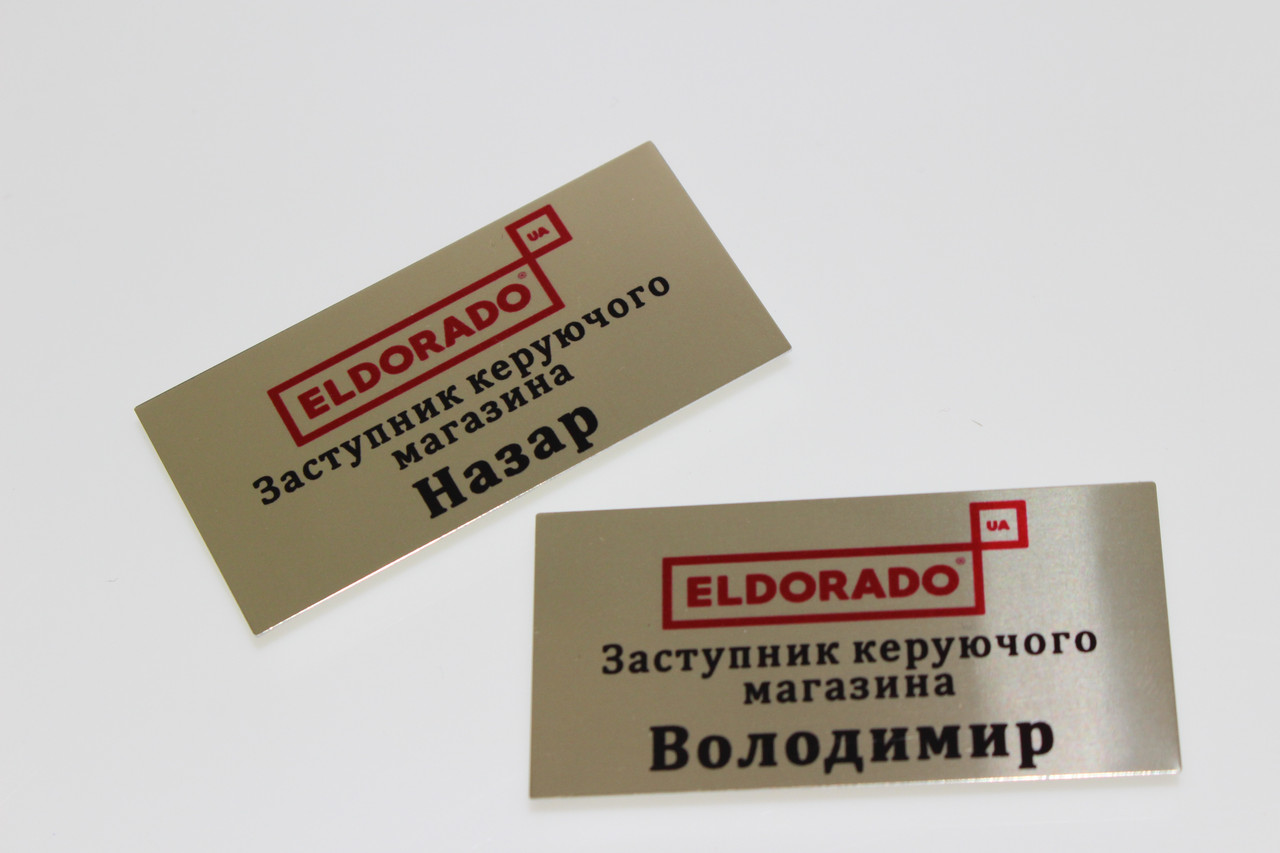 UA
ELDORADO®
Заступник керуючого
магазина
Назар
UA
ELDORADO®
Заступник керуючого
магазина
Володимир